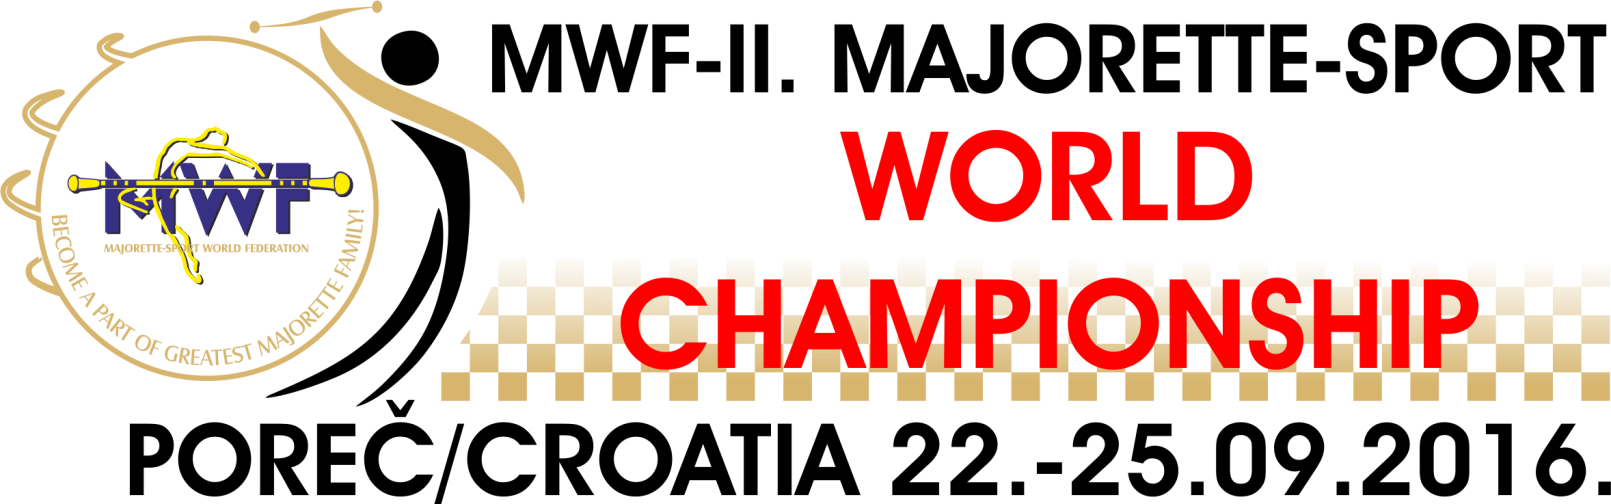 MWF-II. MAJORETTE-SPORT
WORLD
CHAMPIONSHIP
POREČ/CROATIA 22.-25.09.2016.
MWF
MAJORETTE-SPORT WORLD FEDERATION
BECOME A PART OF GREATEST MAJORETTE FAMILY!